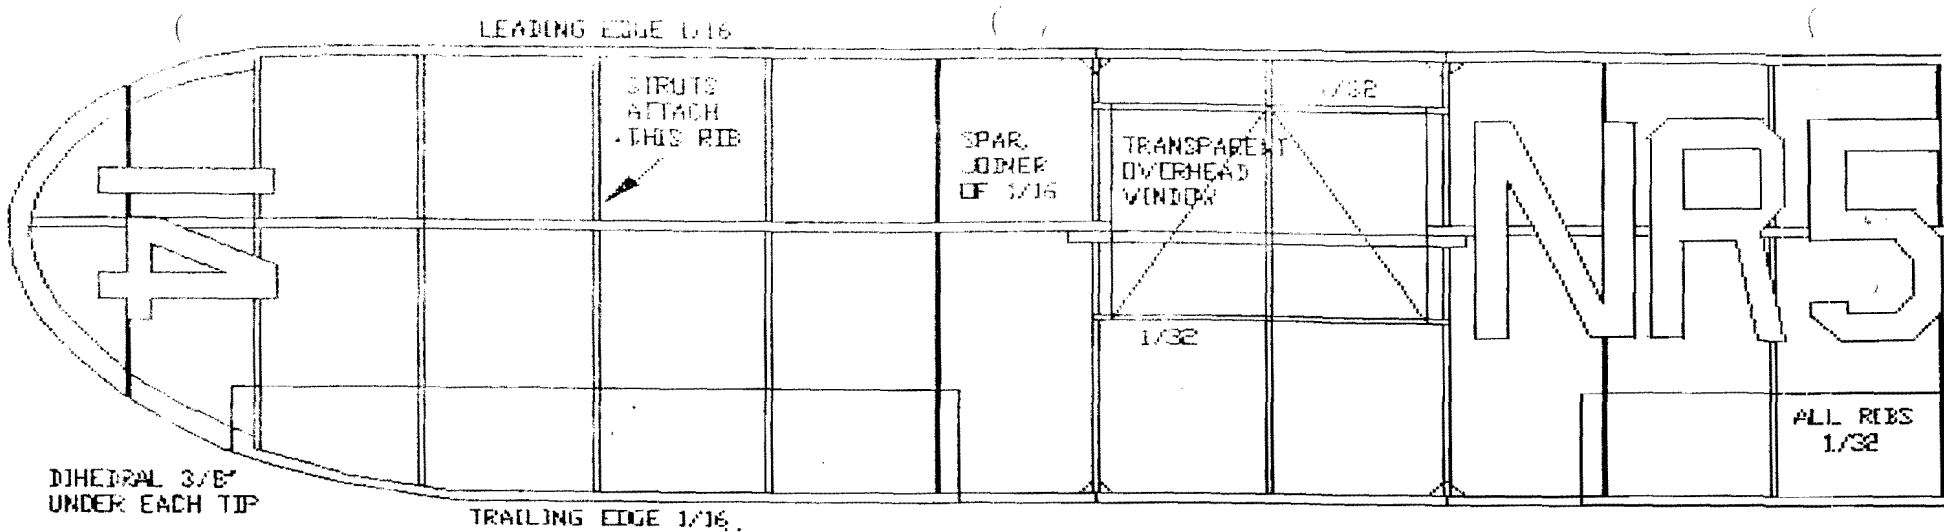 LEADING EDGE 1/16
STRUTS
ATTACH
THIS RIB
SPAR
JOINER
OF 1/16
TRANSPARENT
OVERHEAD
WINDOW
1/32
1/32
NR5
14
ALL RIBS
1/32
DIHEDRAL 3/8"
UNDER EACH TIP
TRAILING EDGE 1/16